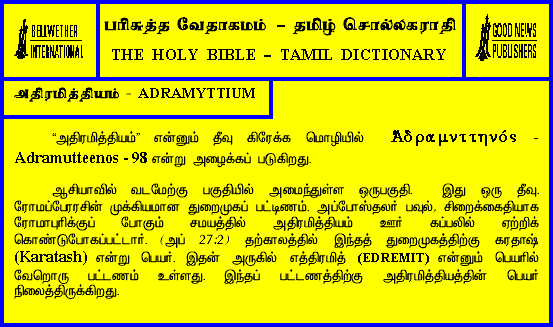 BELLWETHER
INTERNATIONAL
பரிசுத்த வேதாகமம் – தமிழ் சொல்லகராதி
THE HOLY BIBLE – TAMIL DICTIONARY
GOOD NEWS
PUBLISHERS
அதிரமித்தியம் - ADRAMYTTIUM
“அதிரமித்தியம்” என்னும் தீவு கிரேக்க மொழியில் Ἀδραμνττηνός -
Adramutteenos - 98 என்று அழைக்கப் படுகிறது.
ஆசியாவில் வடமேற்கு பகுதியில் அமைந்துள்ள ஒருபகுதி. இது ஒரு தீவு.
ரோமப்பேரரசின் முக்கியமான துறைமுகப் பட்டிணம். அப்போஸ்தலர் பவுல், சிறைக்கைதியாக
ரோமாபுரிக்குப் போகும் சமயத்தில் அதிரமித்தியம் ஊர் கப்பலில் ஏற்றிக்
கொண்டுபோகப்பட்டார். (அப் 27:2) தற்காலத்தில் இந்தத் துறைமுகத்திற்கு கரதாஷ்
(Karatash) என்று பெயர். இதன் அருகில் எத்திரமித் (EDREMIT) என்னும் பெயரில்
வேறொரு பட்டணம் உள்ளது. இந்தப் பட்டணத்திற்கு அதிரமித்தியத்தின் பெயர்
நிலைத்திருக்கிறது.